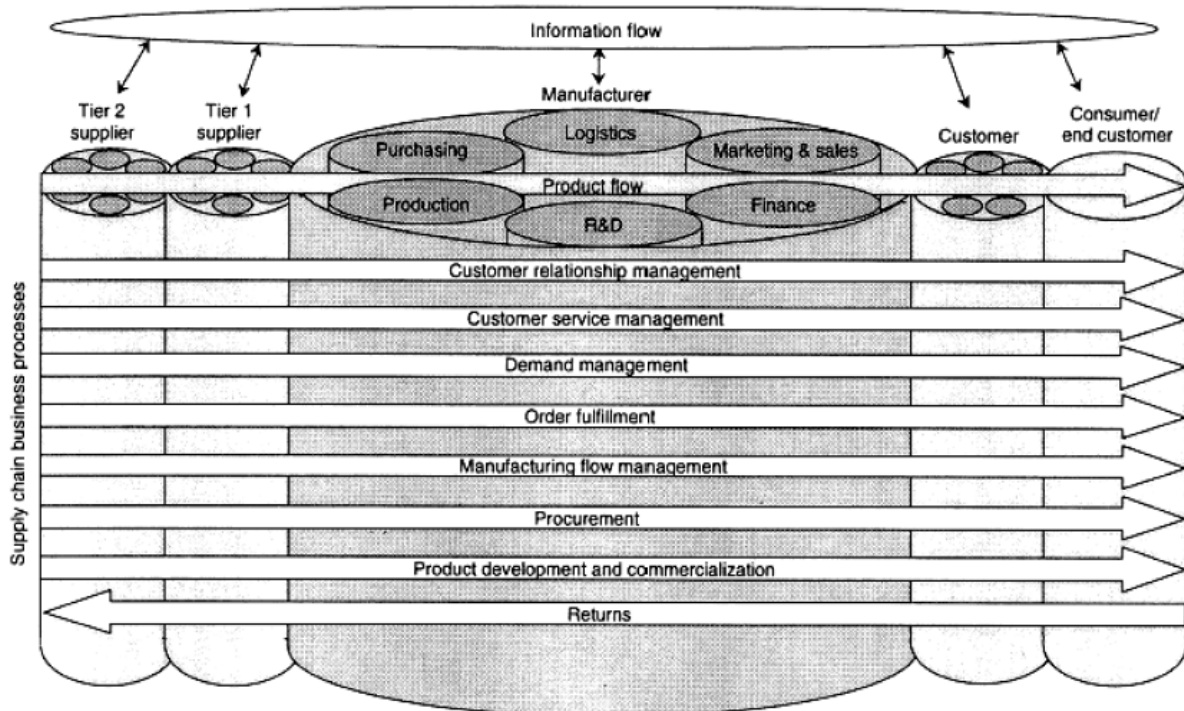 Information flow
Tier 2
supplier
Tier 1
supplier
Manufacturer
Customer
Consumer/
end customer
Purchasing
Logistics
Marketing & sales
Product flow
Production
R&D
Finance
Supply chain business processes
Customer relationship management
Customer service management
Demand management
Order fulfillment
Manufacturing flow management
Procurement
Product development and commercialization
Returns